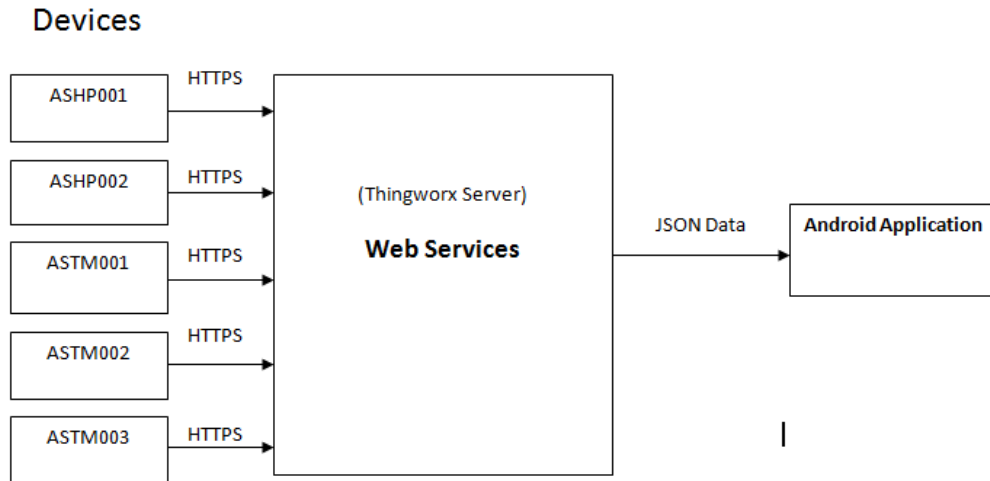 Devices
ASHP001
HTTPS
ASHP002
HTTPS
ASTM001
HTTPS
ASTM002
HTTPS
ASTM003
HTTPS
(Thingworx Server)
Web Services
JSON Data
Android Application